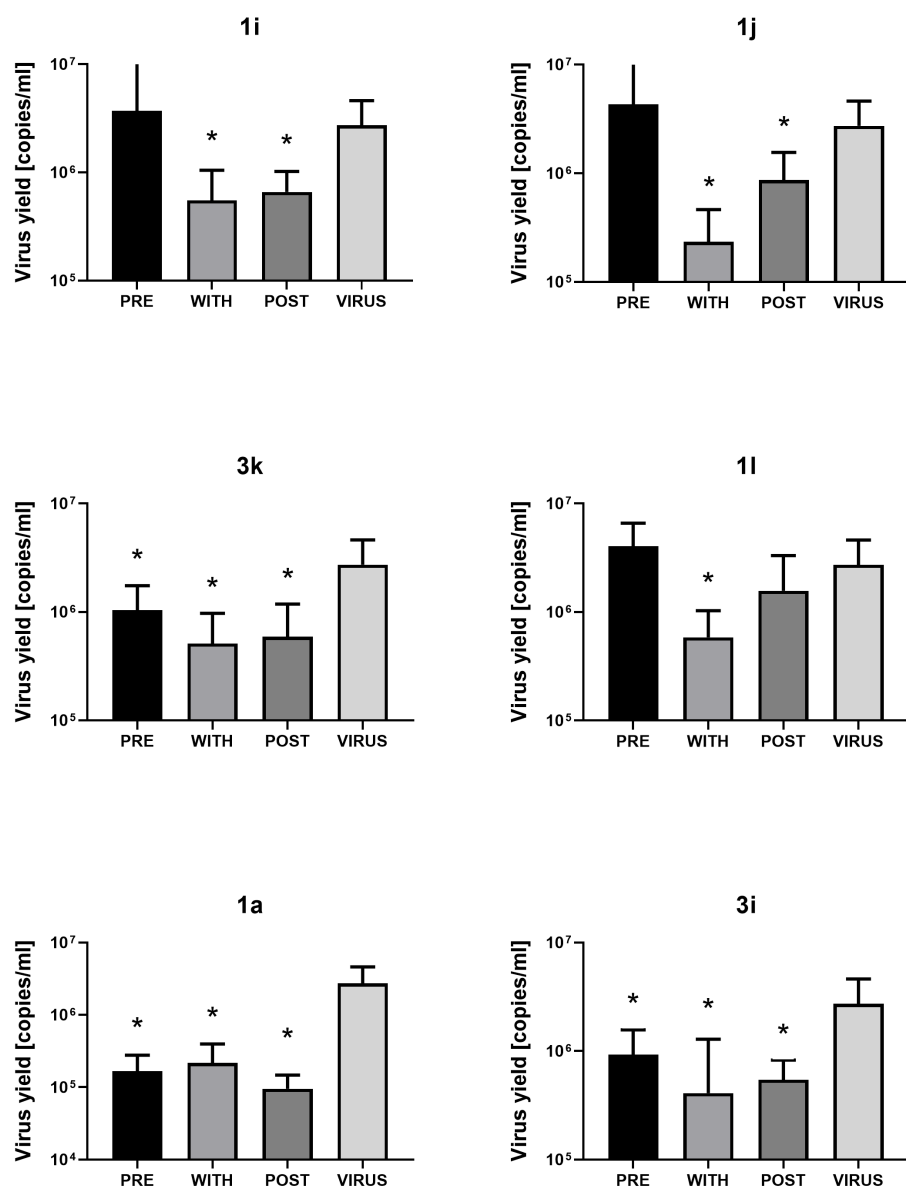 1i
Virus yield [copies/ml]
10⁷
*
*
10⁶
10⁵
PRE WITH POST VIRUS
1j
Virus yield [copies/ml]
10⁷
*
*
10⁶
10⁵
PRE WITH POST VIRUS
3k
Virus yield [copies/ml]
10⁷
*
*
*
10⁶
10⁵
PRE WITH POST VIRUS
1l
Virus yield [copies/ml]
10⁷
*
10⁶
10⁵
PRE WITH POST VIRUS
1a
Virus yield [copies/ml]
10⁷
10⁶
*
*
*
10⁵
10⁴
PRE WITH POST VIRUS
3i
Virus yield [copies/ml]
10⁷
*
*
*
10⁶
10⁵
PRE WITH POST VIRUS